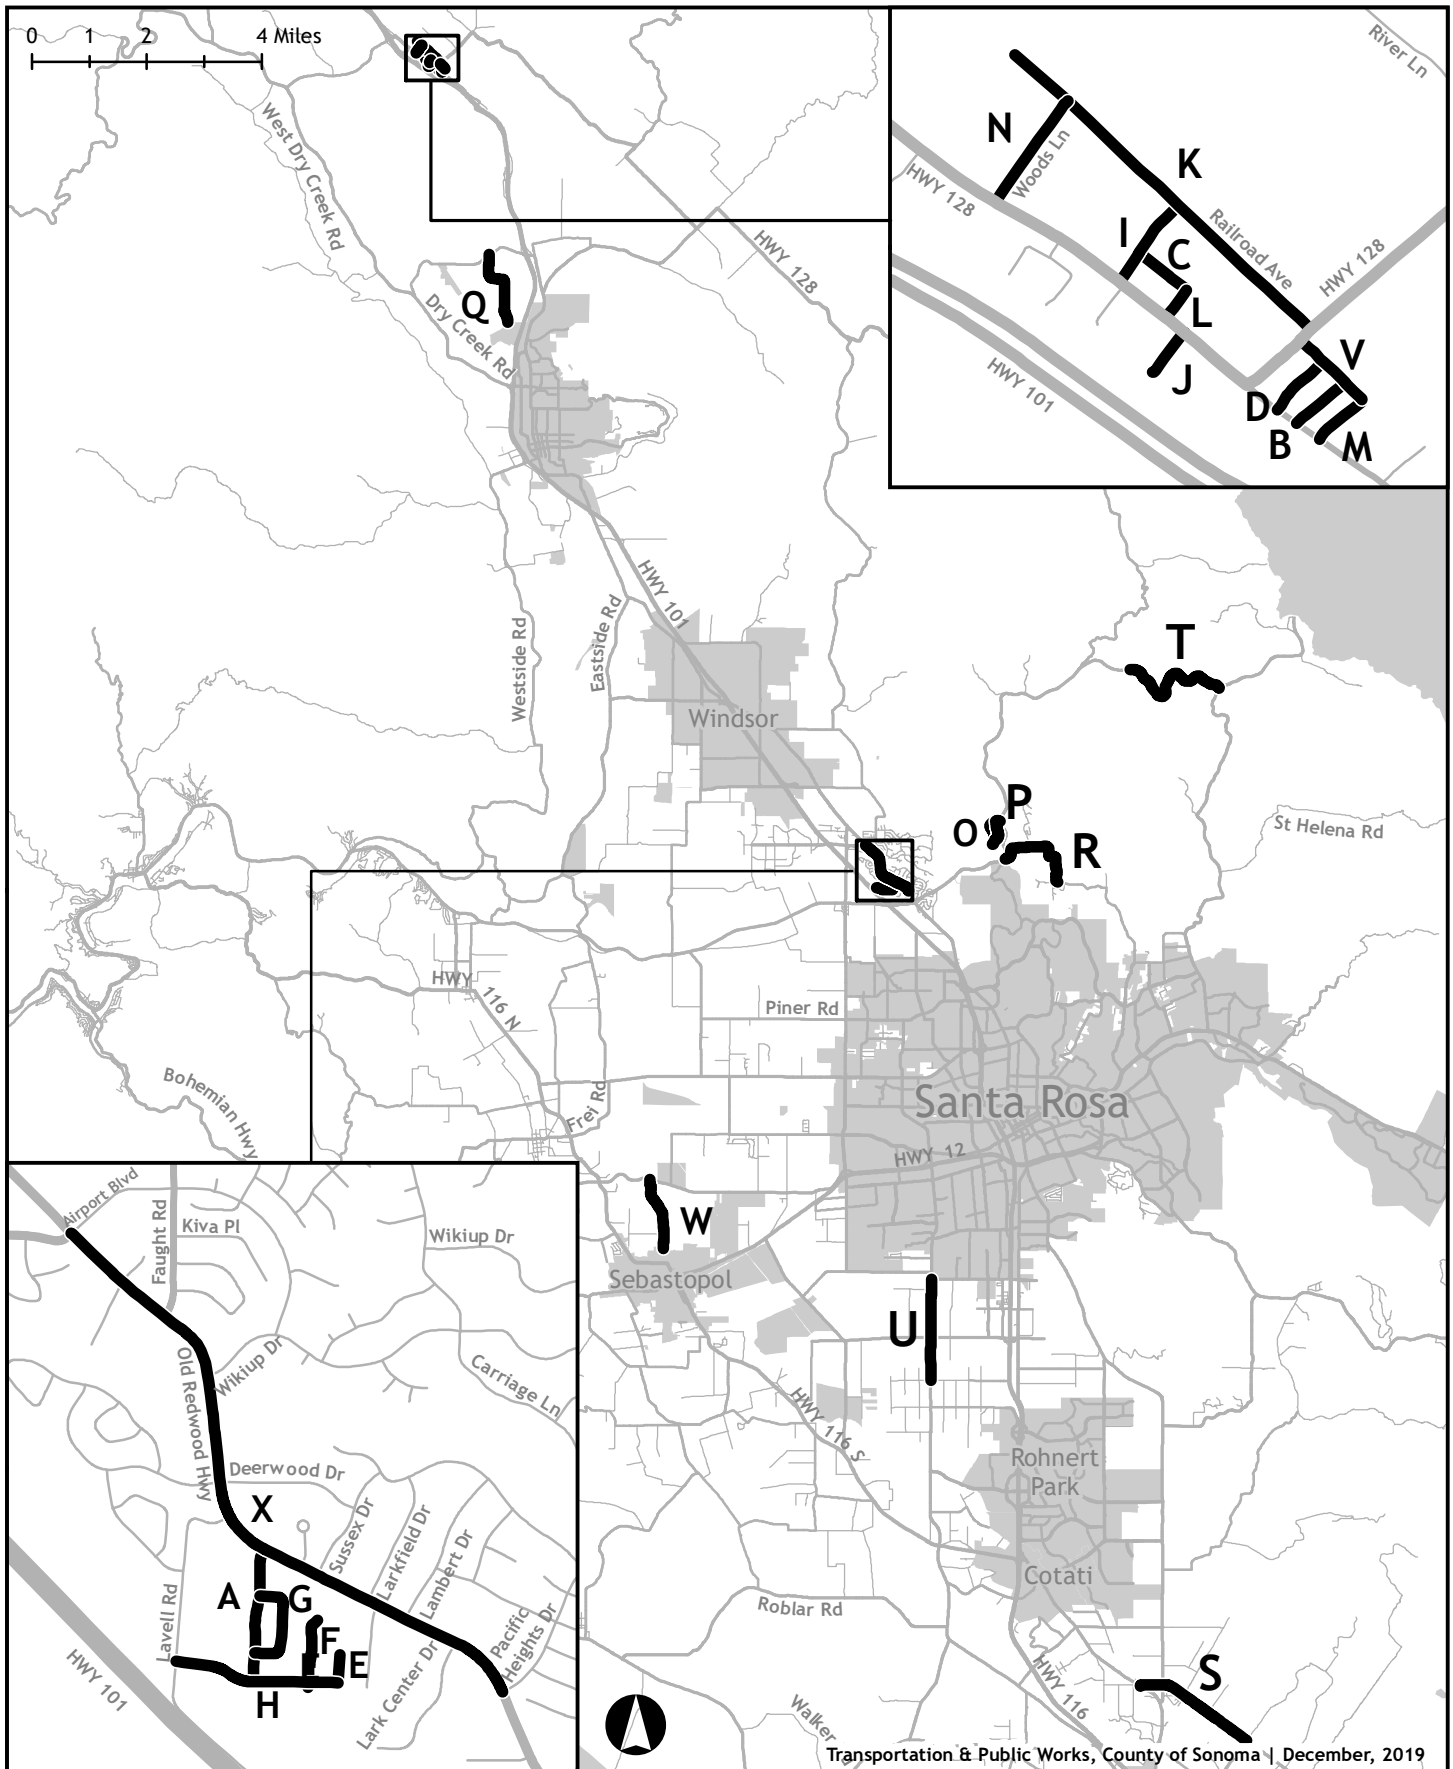 0 1 2 4 Miles
West Dry Creek Rd
River Ln
N
Woods Ln
K
HWY 128
Railroad Ave
I
C
HWY 128
L
V
HWY 101
J
D
B
M
HWY 128
Q
Dry Creek Rd
HWY 101
Eastside Rd
Westside Rd
T
Windsor
P
O
R
St Helena Rd
HWY
116 N
Piner Rd
Bohemian Hwy
Frei Rd
Santa Rosa
HWY 12
W
Sebastopol
U
HWY 116 S
Rohnert
Park
Cotati
Roblar Rd
HWY 116
S
Walker
Airport Blvd
Faught Rd
Kiva Pl
Wikiup Dr
Old Redwood Hwy
Wikiup Dr
Carriage Ln
Deerwood Dr
X
Sussex Dr
Larkfield Dr
Lambert Dr
A
G
Lavell Rd
F
E
Pacific
Heights Dr
H
Lark Center Dr
HWY 101
Transportation & Public Works, County of Sonoma | December, 2019